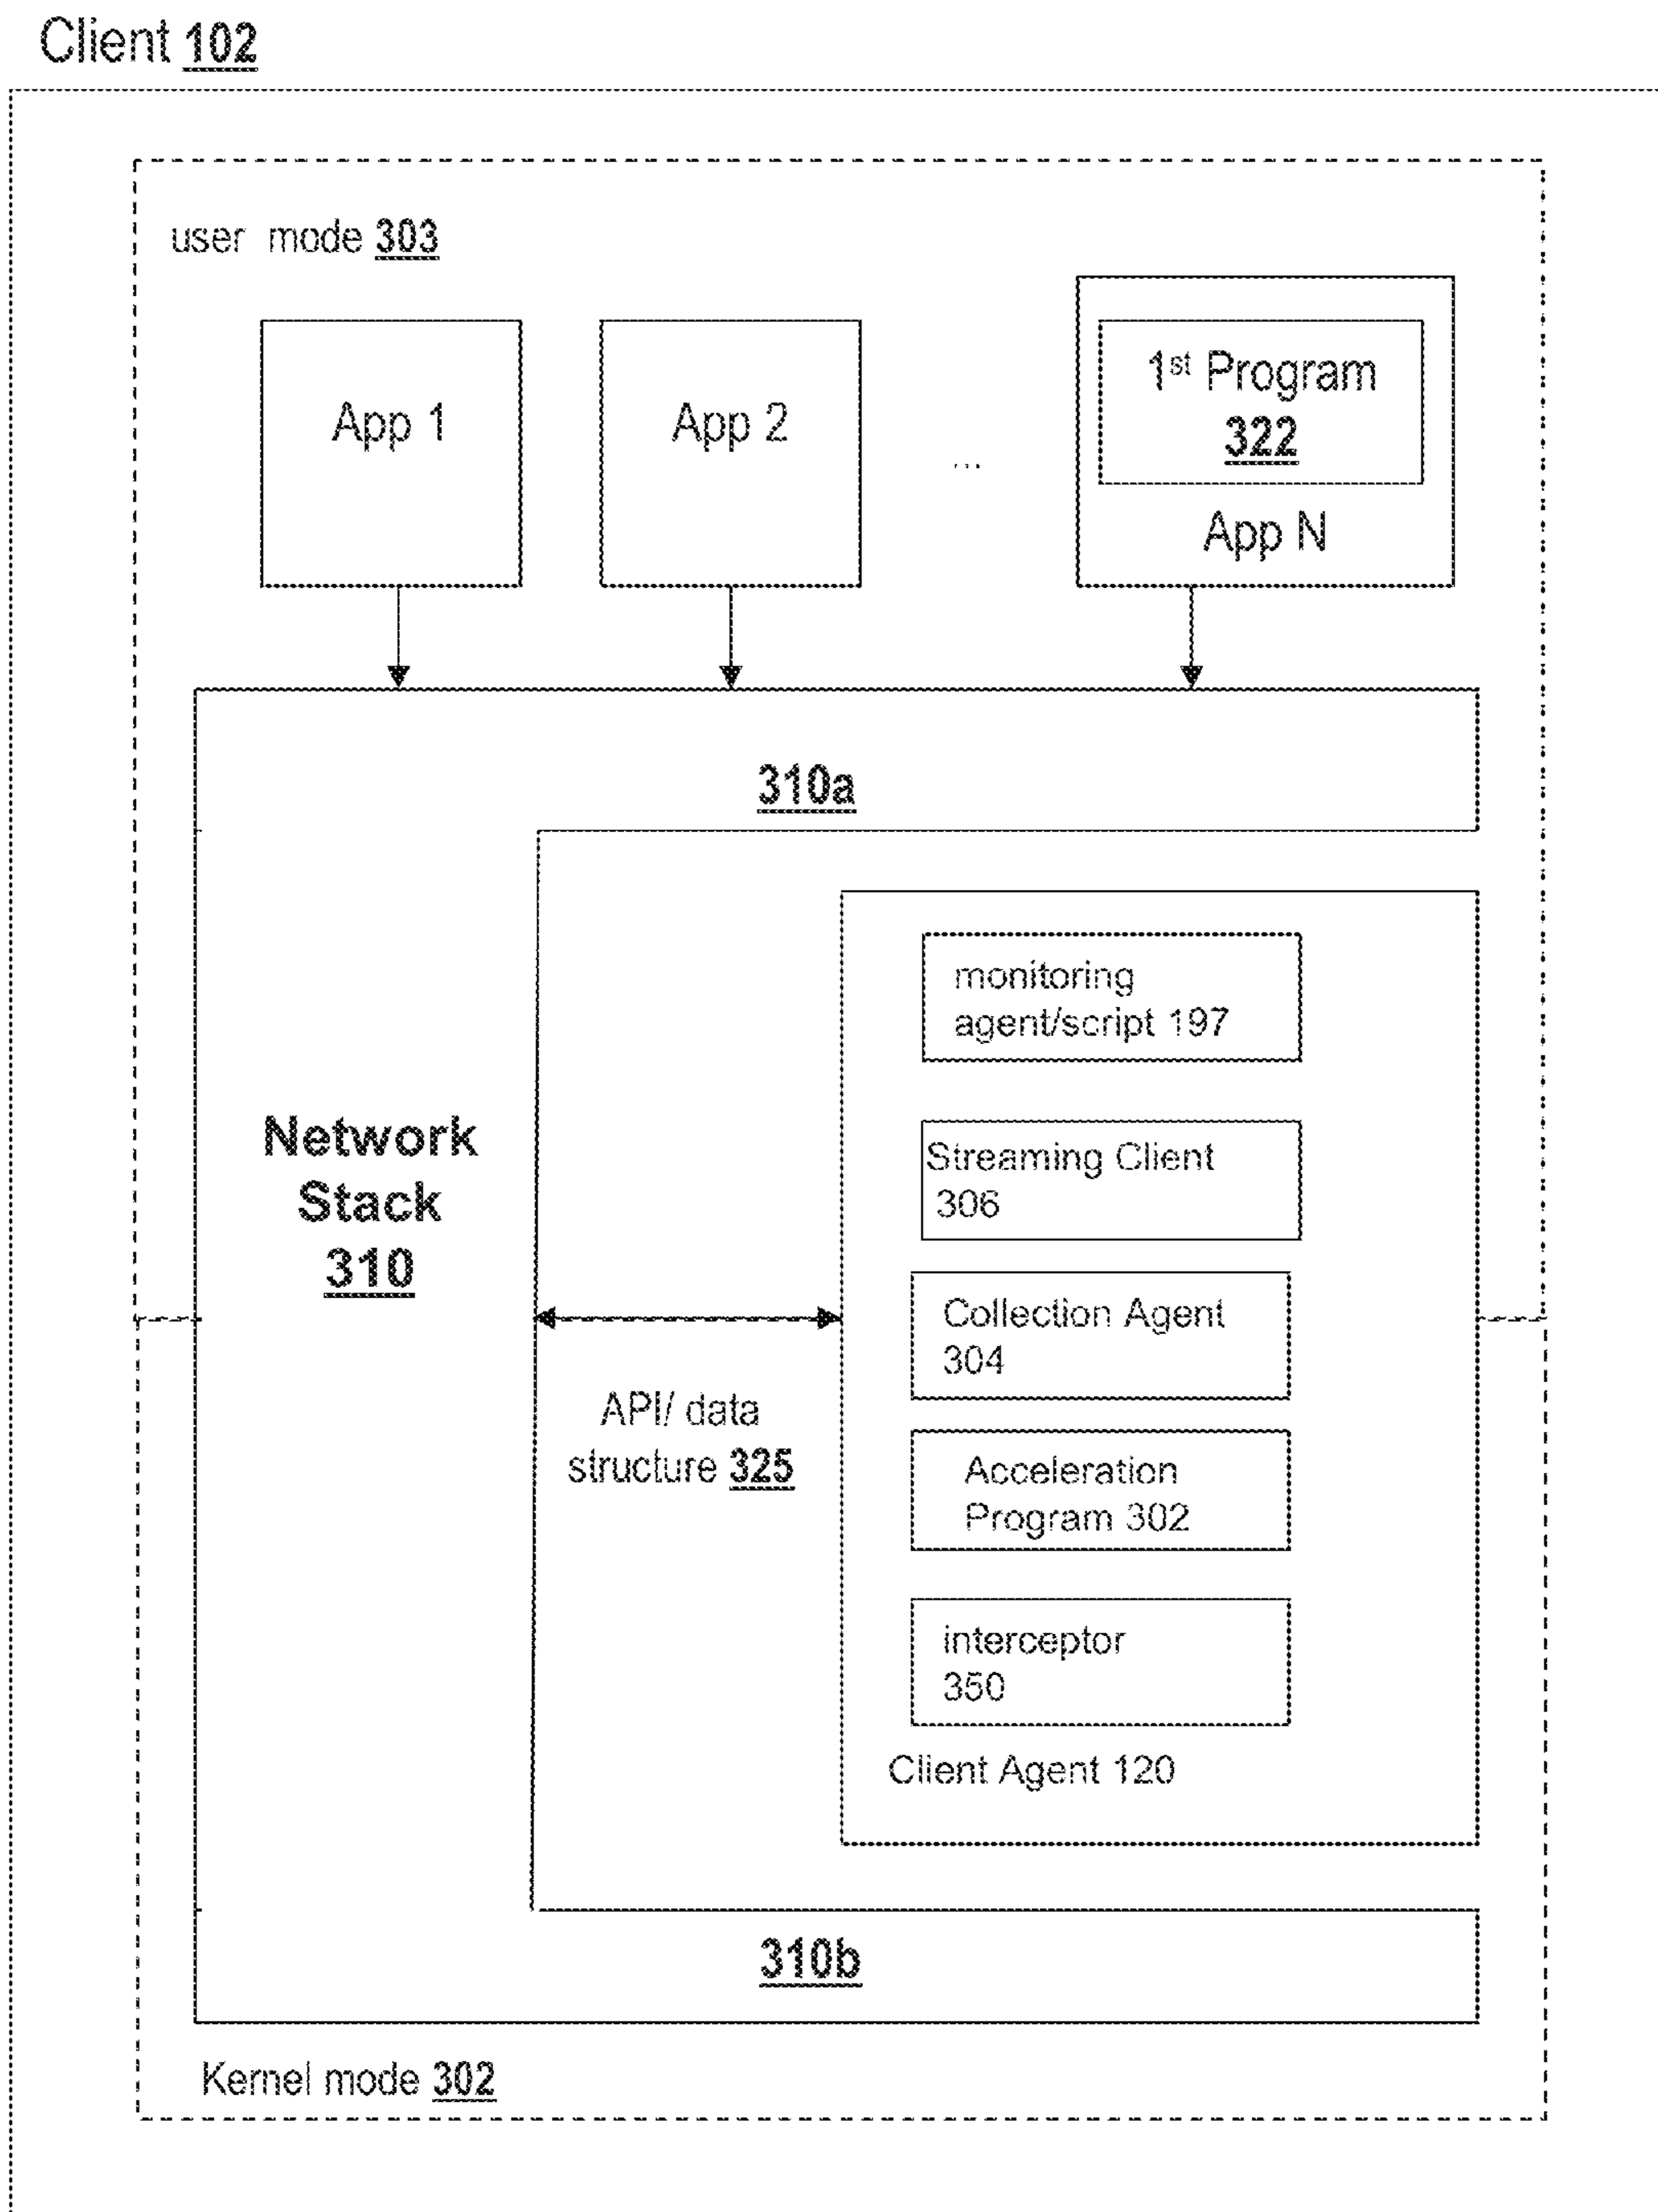 Client 102
user mode 303
App 1
App 2
...
1st Program
322
App N
310a
Network
Stack
310
API/ data
structure 325
monitoring
agent/script 197
Streaming Client
306
Collection Agent
304
Acceleration
Program 302
interceptor
350
Client Agent 120
310b
Kernel mode 302